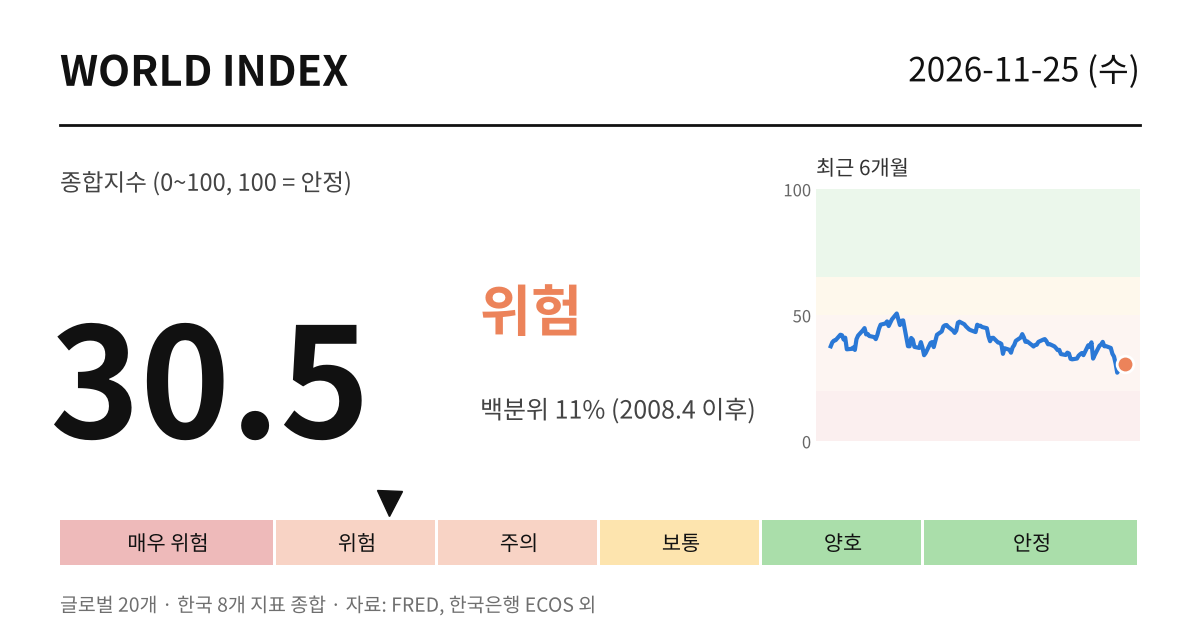 WORLD INDEX
2026-11-25 (수)
종합지수 (0~100, 100 = 안정)
최근 6개월
100
50
0
30.5
위험
백분위 11% (2008.4 이후)
매우 위험
위험
주의
보통
양호
안정
글로벌 20개 · 한국 8개 지표 종합 · 자료: FRED, 한국은행 ECOS 외